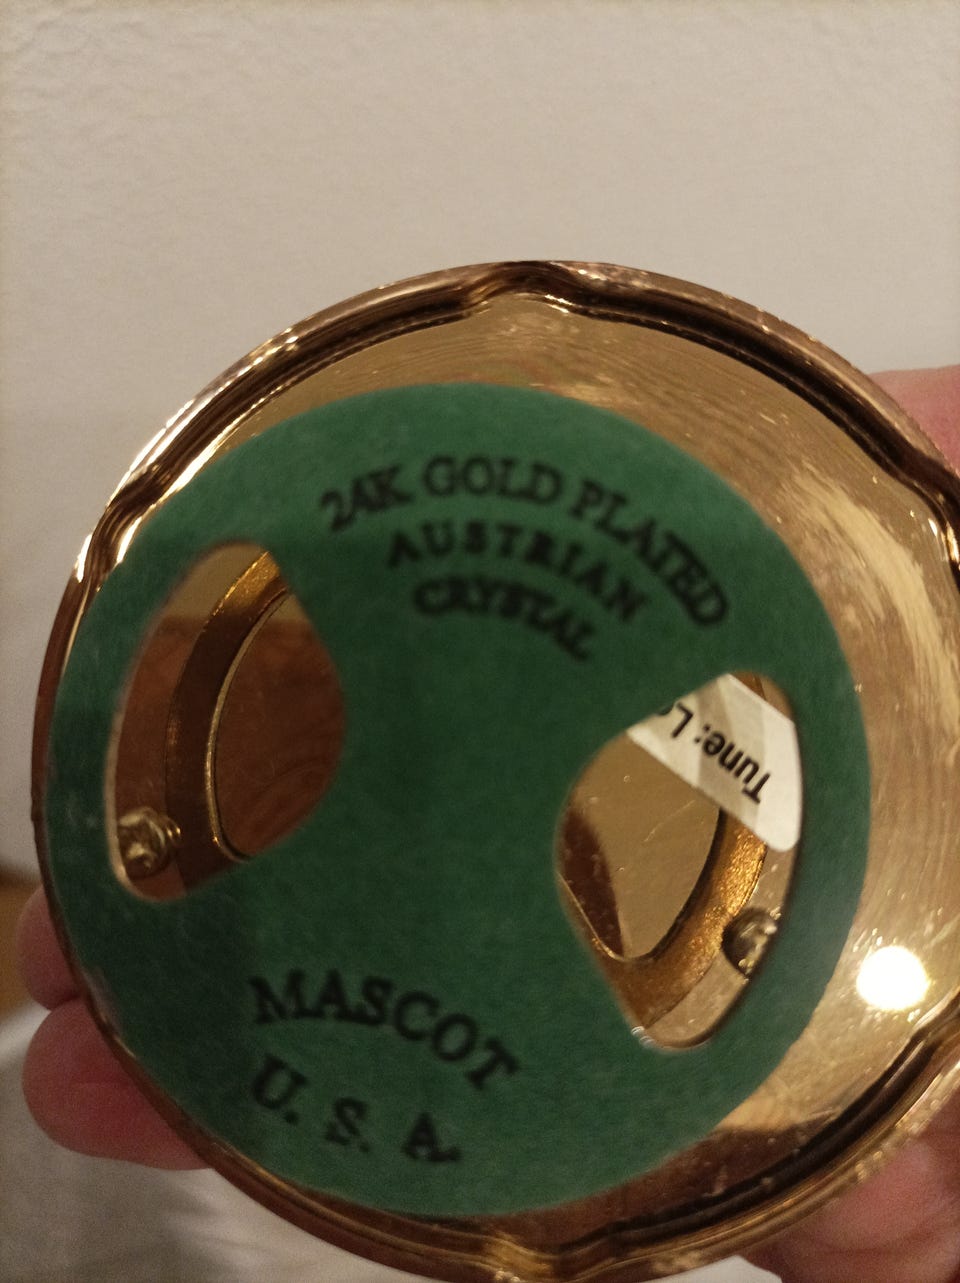 24K GOLD PLATED
AUSTRIAN
CRYSTAL
Tune:
MASCOT
U. S. A.